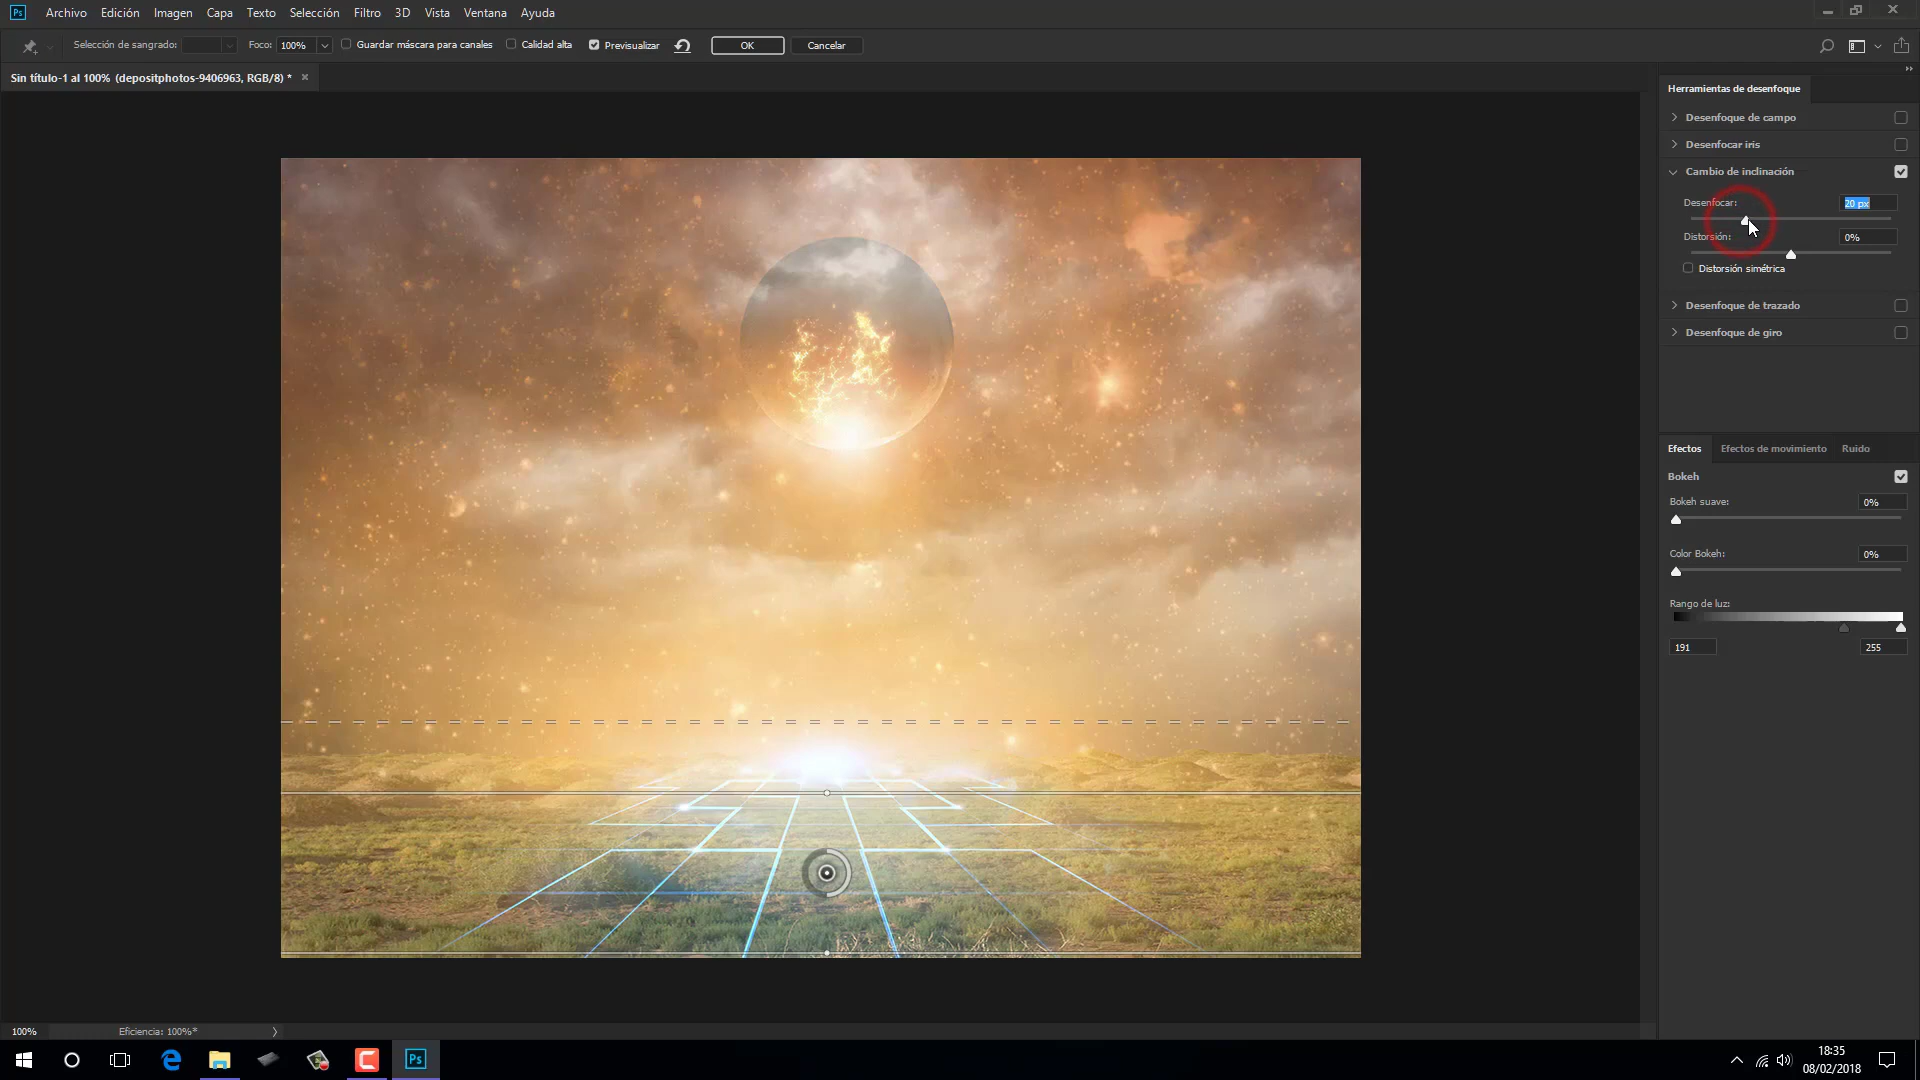 Ps Archivo Edición Imagen Capa Texto Selección Filtro 3D Vista Ventana Ayuda
Selección de sangrado: Foco: 100% Guardar máscara para canales Calidad alta Previsualizar OK Cancelar
Sin título-1 al 100% (depositphotos-9406963, RGB/8) *
Herramientas de desenfoque
Desenfoque de campo
Desenfocar iris
Cambio de inclinación
Desenfocar: 20 px
Distorsión: 0%
Distorsión simétrica
Desenfoque de trazado
Desenfoque de giro
Efectos Efectos de movimiento Ruido
Bokeh
Bokeh suave: 0%
Color Bokeh: 0%
Rango de luz:
191 255
100% Eficiencia: 100%*
Ps
18:35
08/02/2018